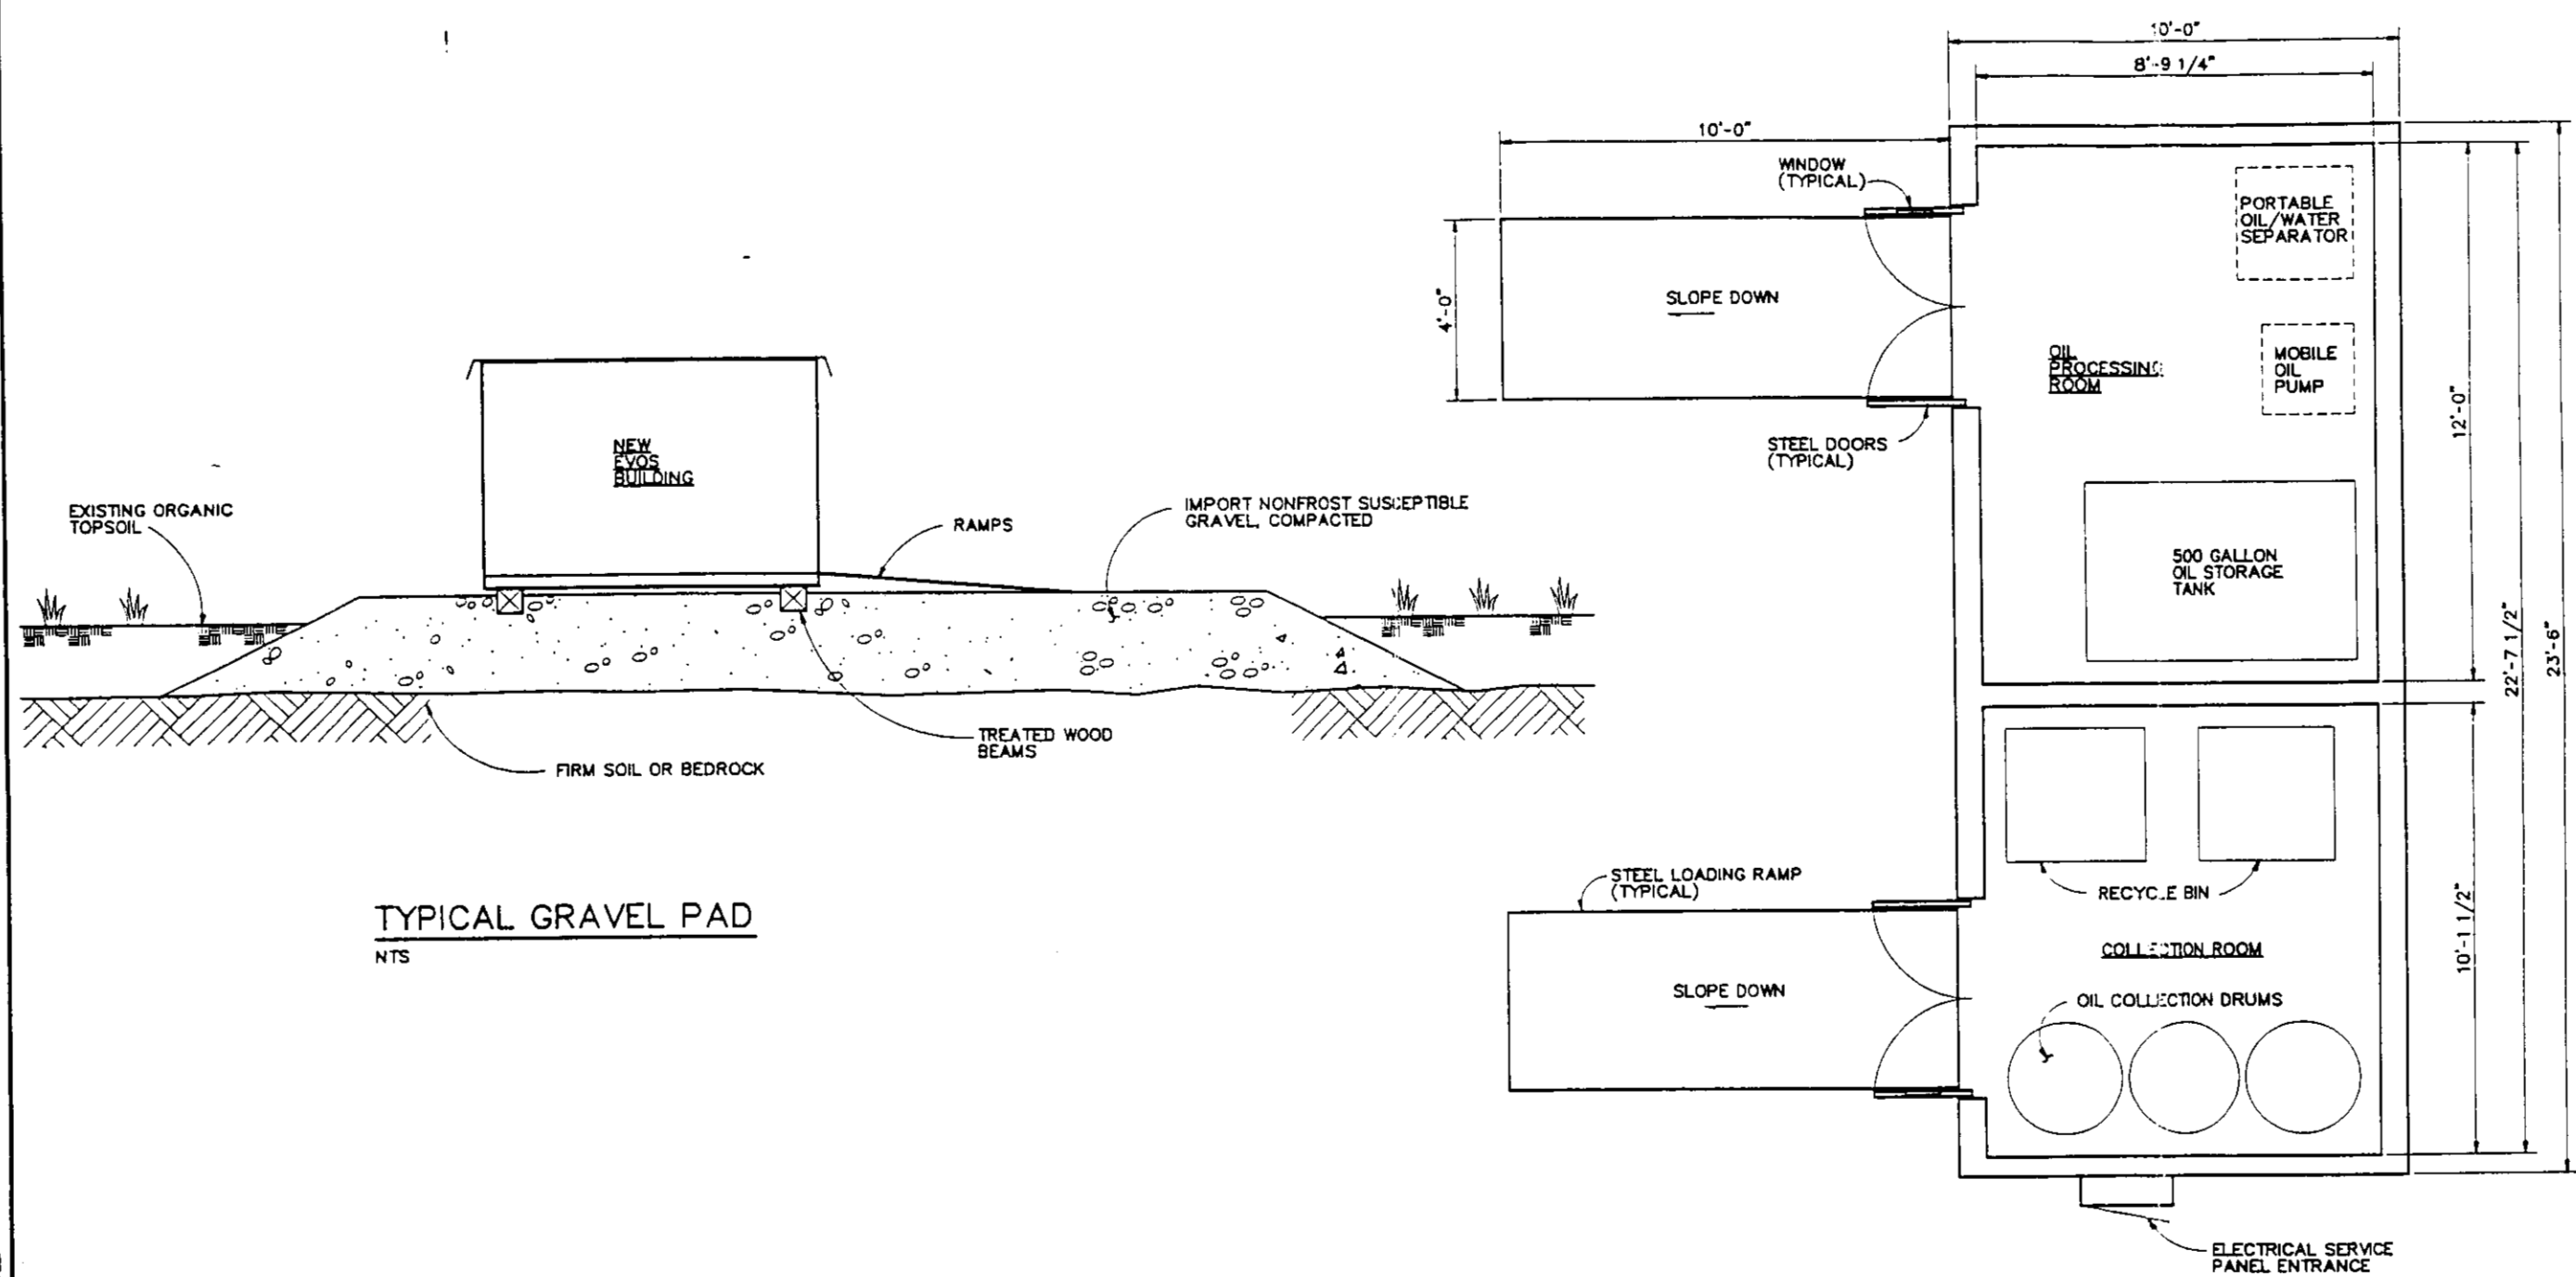 10'-0"
8'-9 1/4"
10'-0"
WINDOW
(TYPICAL)
PORTABLE
OIL/WATER
SEPARATOR
SLOPE DOWN
4'-0"
OIL
PROCESSING
ROOM
MOBILE
OIL
PUMP
12'-0"
STEEL DOORS
(TYPICAL)
NEW
EVOS
BUILDING
EXISTING ORGANIC
TOPSOIL
RAMPS
IMPORT NONFROST SUSCEPTIBLE
GRAVEL, COMPACTED
500 GALLON
OIL STORAGE
TANK
22'-7 1/2"
23'-6"
TREATED WOOD
BEAMS
FIRM SOIL OR BEDROCK
STEEL LOADING RAMP
(TYPICAL)
RECYCLE BIN
10'-1 1/2"
TYPICAL GRAVEL PAD
NTS
COLLECTION ROOM
SLOPE DOWN
OIL COLLECTION DRUMS
ELECTRICAL SERVICE
PANEL ENTRANCE